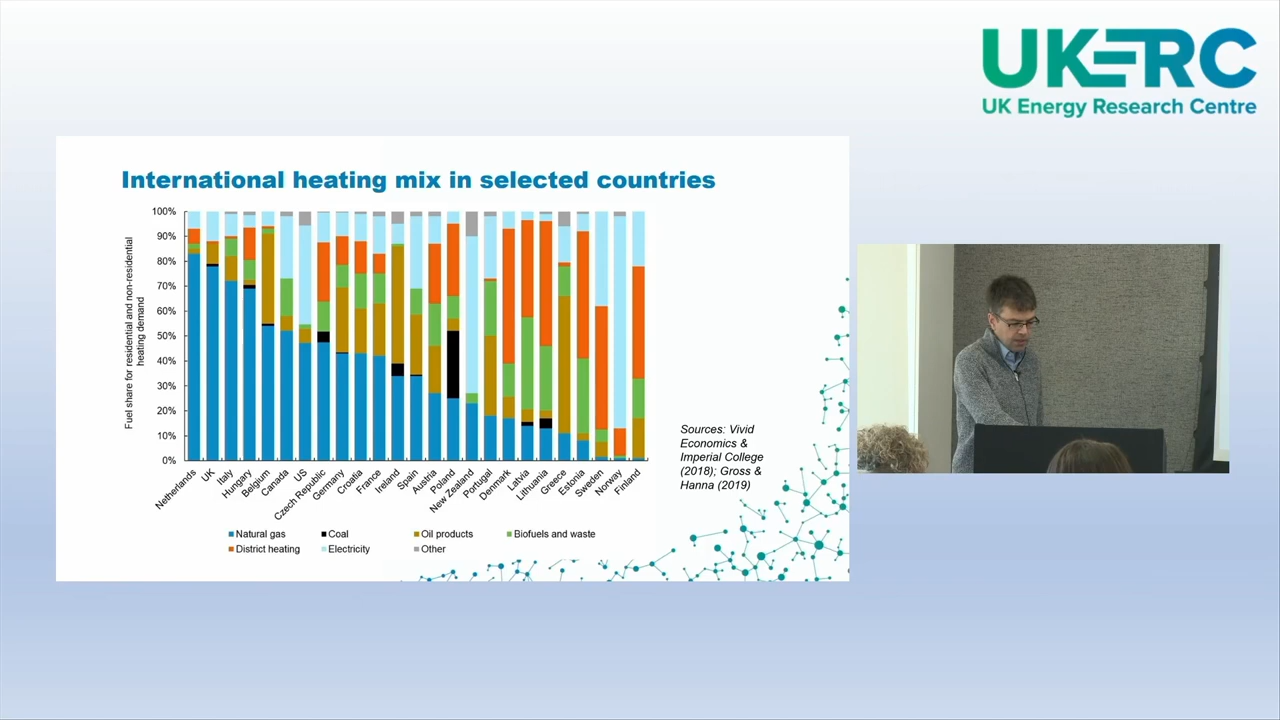 UKERC
UK Energy Research Centre
International heating mix in selected countries
Fuel share for residential and non-residential
heating demand
100%
90%
80%
70%
60%
50%
40%
30%
20%
10%
0%
Netherlands
UK
Italy
Hungary
Belgium
Canada
US
Czech Republic
Germany
Croatia
France
Ireland
Spain
Austria
Poland
New Zealand
Portugal
Denmark
Latvia
Lithuania
Greece
Estonia
Sweden
Norway
Finland
Natural gas Coal Oil products Biofuels and waste
District heating Electricity Other
Sources: Vivid
Economics &
Imperial College
(2018); Gross &
Hanna (2019)